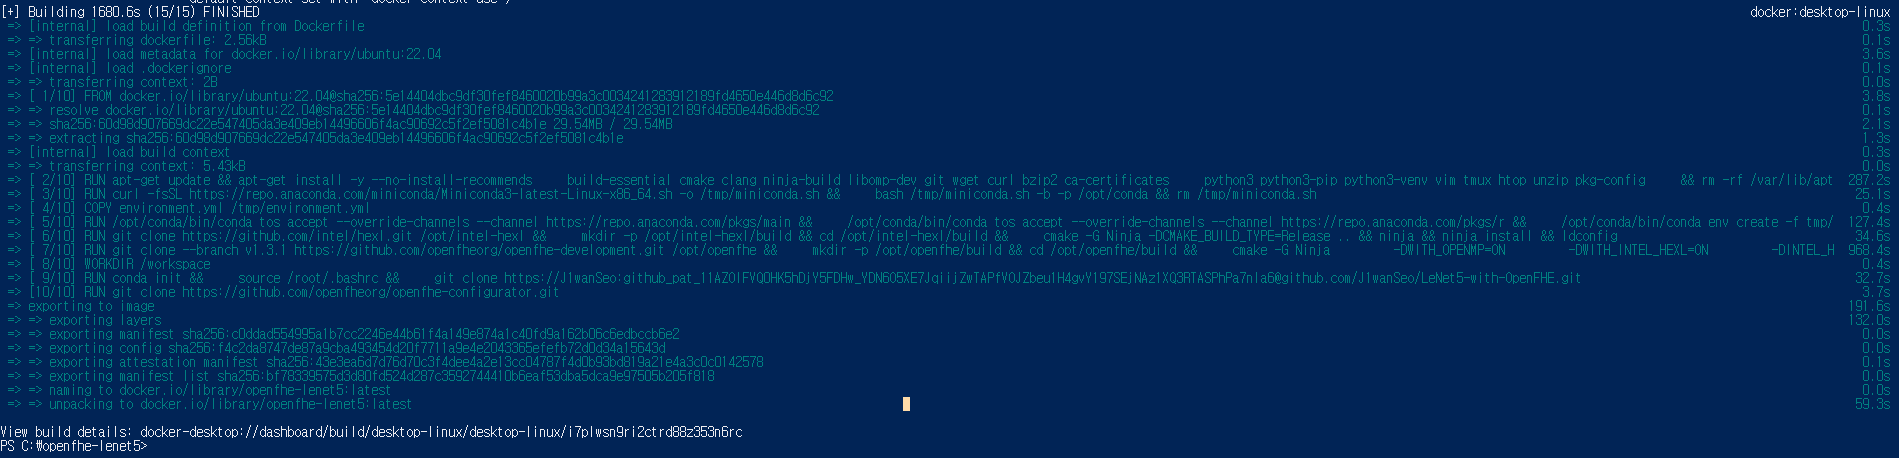 [+] Building 1680.6s (15/15) FINISHED docker:desktop-linux
=> [internal] load build definition from Dockerfile 0.3s
=> => transferring dockerfile: 2.56kB 0.1s
=> [internal] load metadata for docker.io/library/ubuntu:22.04 3.6s
=> [internal] load .dockerignore 0.1s
=> => transferring context: 2B 0.0s
=> [ 1/10] FROM docker.io/library/ubuntu:22.04@sha256:5e14404dbc9df30fef8460020b99a3c0034241283912189fd4650e446d8d6c92 3.8s
=> => resolve docker.io/library/ubuntu:22.04@sha256:5e14404dbc9df30fef8460020b99a3c0034241283912189fd4650e446d8d6c92 0.1s
=> => sha256:60d98d907669dc22e547405da3e409eb14496606f4ac90692c5f2ef5081c4b1e 29.54MB / 29.54MB 2.1s
=> => extracting sha256:60d98d907669dc22e547405da3e409eb14496606f4ac90692c5f2ef5081c4b1e 1.3s
=> [internal] load build context 0.3s
=> => transferring context: 5.43kB 0.0s
=> [ 2/10] RUN apt-get update && apt-get install -y --no-install-recommends build-essential cmake clang ninja-build libomp-dev git wget curl bzip2 ca-certificates python3 python3-pip python3-venv vim tmux htop unzip pkg-config && rm -rf /var/lib/apt 287.2s
=> [ 3/10] RUN curl -fsSL https://repo.anaconda.com/miniconda/Miniconda3-latest-Linux-x86_64.sh -o /tmp/miniconda.sh && bash /tmp/miniconda.sh -b -p /opt/conda && rm /tmp/miniconda.sh 25.1s
=> [ 4/10] COPY environment.yml /tmp/environment.yml 0.4s
=> [ 5/10] RUN /opt/conda/bin/conda tos accept --override-channels --channel https://repo.anaconda.com/pkgs/main && /opt/conda/bin/conda tos accept --override-channels --channel https://repo.anaconda.com/pkgs/r && /opt/conda/bin/conda env create -f tmp/ 127.4s
=> [ 6/10] RUN git clone https://github.com/intel/hexl.git /opt/intel-hexl && mkdir -p /opt/intel-hexl/build && cd /opt/intel-hexl/build && cmake -G Ninja -DCMAKE_BUILD_TYPE=Release .. && ninja && ninja install && ldconfig 34.6s
=> [ 7/10] RUN git clone --branch v1.3.1 https://github.com/openfheorg/openfhe-development.git /opt/openfhe && mkdir -p /opt/openfhe/build && cd /opt/openfhe/build && cmake -G Ninja -DWITH_OPENMP=ON -DWITH_INTEL_HEXL=ON -DINTEL_H 968.4s
=> [ 8/10] WORKDIR /workspace 0.4s
=> [ 9/10] RUN conda init && source /root/.bashrc && git clone 32.7s
=> [10/10] RUN git clone https://github.com/openfheorg/openfhe-configurator.git 3.7s
=> exporting to image 191.6s
=> => exporting layers 132.0s
=> => exporting manifest sha256:c0ddad554995a1b7cc2246e44b61f4a149e974a1c40fd9a162b06c6edbccb6e2 0.0s
=> => exporting config sha256:f4c2da8747de87a9cba493454d20f7711a9e4e2043365efefb72d0d34a15643d 0.0s
=> => exporting attestation manifest sha256:43e3ea6d7d76d70c3f4dee4a2e13cc04787f4d0b93bd819a21e4a3c0c0142578 0.1s
=> => exporting manifest list sha256:bf78339575d3d80fd524d287c3592744410b6eaf53dba5dca9e97505b205f818 0.0s
=> => naming to docker.io/library/openfhe-lenet5:latest 0.0s
=> => unpacking to docker.io/library/openfhe-lenet5:latest 59.3s
View build details: docker-desktop://dashboard/build/desktop-linux/desktop-linux/i7plwsn9ri2ctrd88z353n6rc
PS C:₩openfhe-lenet5>